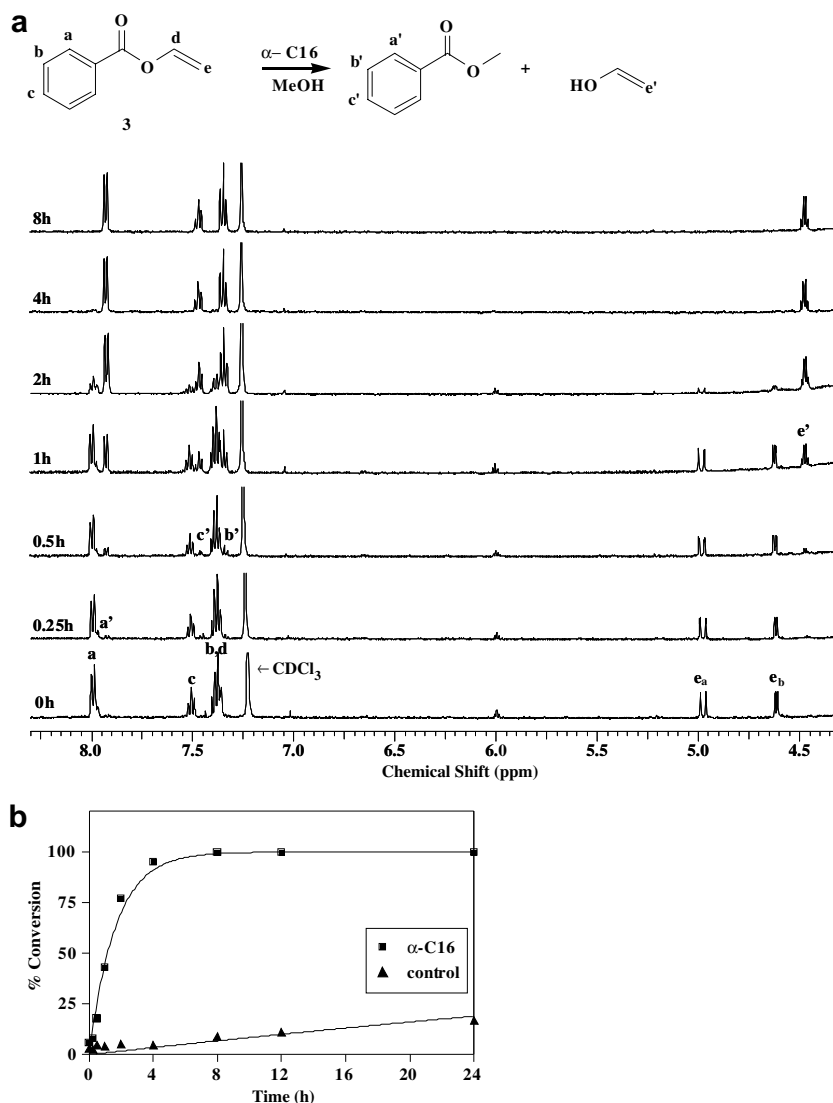 a
O
a
d
b
O
e
c
3
α– C16
MeOH
O
a'
b'
O
c'
+
HO
e'
8h
4h
2h
1h
e'
0.5h
c' b'
0.25h
a'
a
b,d
←CDCl3
c
ea
eb
0h
8.0 7.5 7.0 6.5 6.0 5.5 5.0 4.5
Chemical Shift (ppm)
b
100
75
50
25
0
% Conversion
α-C16
control
0 4 8 12 16 20 24
Time (h)